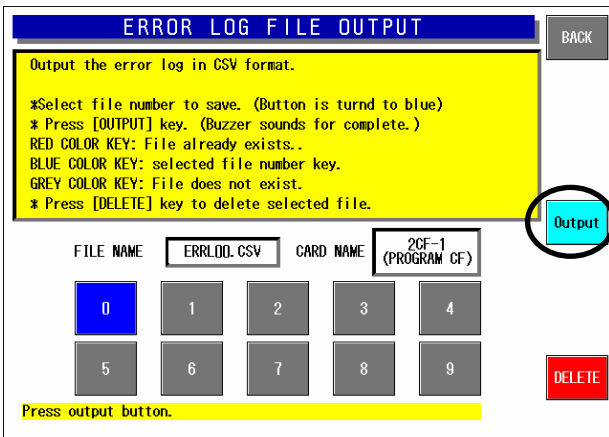 ERROR LOG FILE OUTPUT
BACK
Output the error log in CSV format.
*Select file number to save. (Button is turnd to blue)
* Press [OUTPUT] key. (Buzzer sounds for complete.)
RED COLOR KEY: File already exists..
BLUE COLOR KEY: selected file number key.
GREY COLOR KEY: File does not exist.
* Press [DELETE] key to delete selected file.
Output
FILE NAME ERRL00.CSV CARD NAME 2CF-1
(PROGRAM CF)
0 1 2 3 4
5 6 7 8 9
DELETE
Press output button.